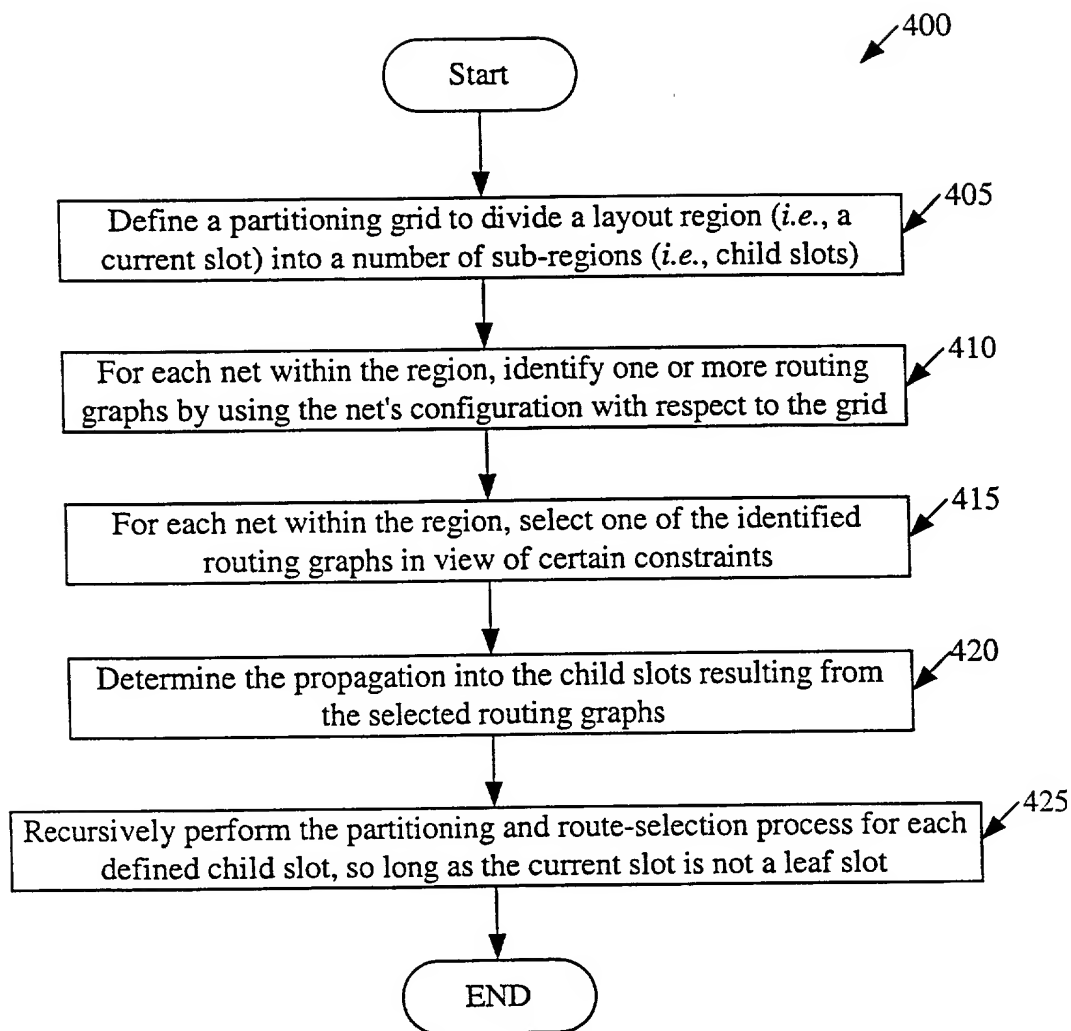 400
Start
405
Define a partitioning grid to divide a layout region (i.e., a
current slot) into a number of sub-regions (i.e., child slots)
410
For each net within the region, identify one or more routing
graphs by using the net's configuration with respect to the grid
415
For each net within the region, select one of the identified
routing graphs in view of certain constraints
420
Determine the propagation into the child slots resulting from
the selected routing graphs
425
Recursively perform the partitioning and route-selection process for each
defined child slot, so long as the current slot is not a leaf slot
END